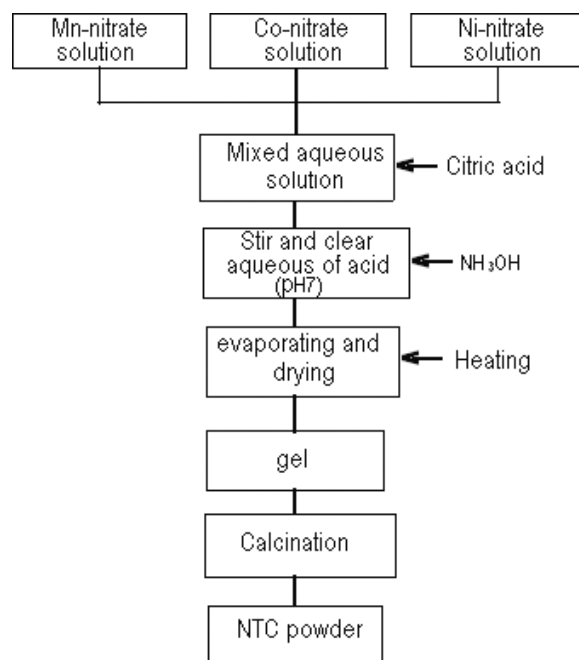 Mn-nitrate
solution
Co-nitrate
solution
Ni-nitrate
solution
Mixed aqueous
solution
Citric acid
Stir and clear
aqueous of acid
(pH7)
NH₃OH
evaporating and
drying
Heating
gel
Calcination
NTC powder